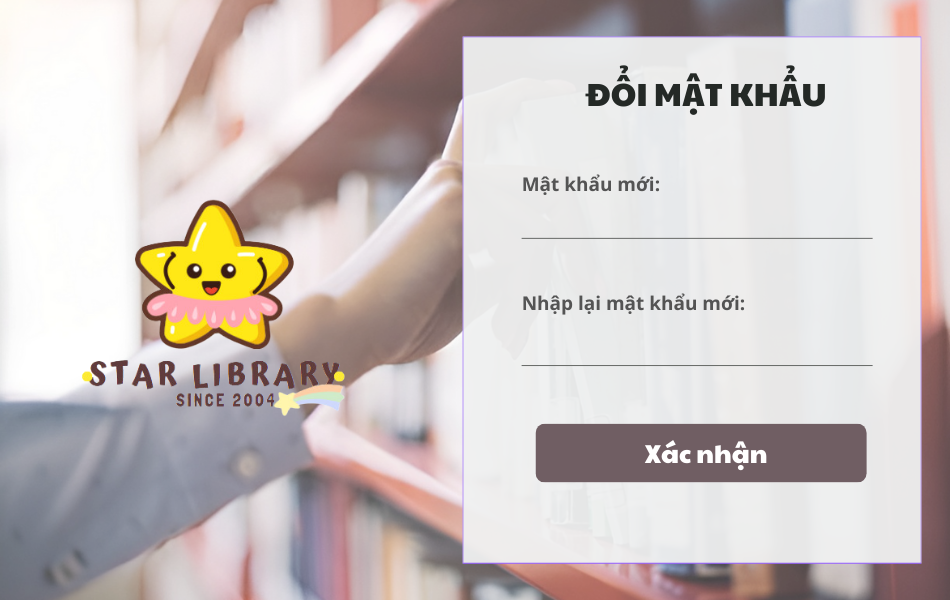 ĐỔI MẬT KHẨU
Mật khẩu mới:
Nhập lại mật khẩu mới:
Xác nhận
STAR LIBRARY
SINCE 2004